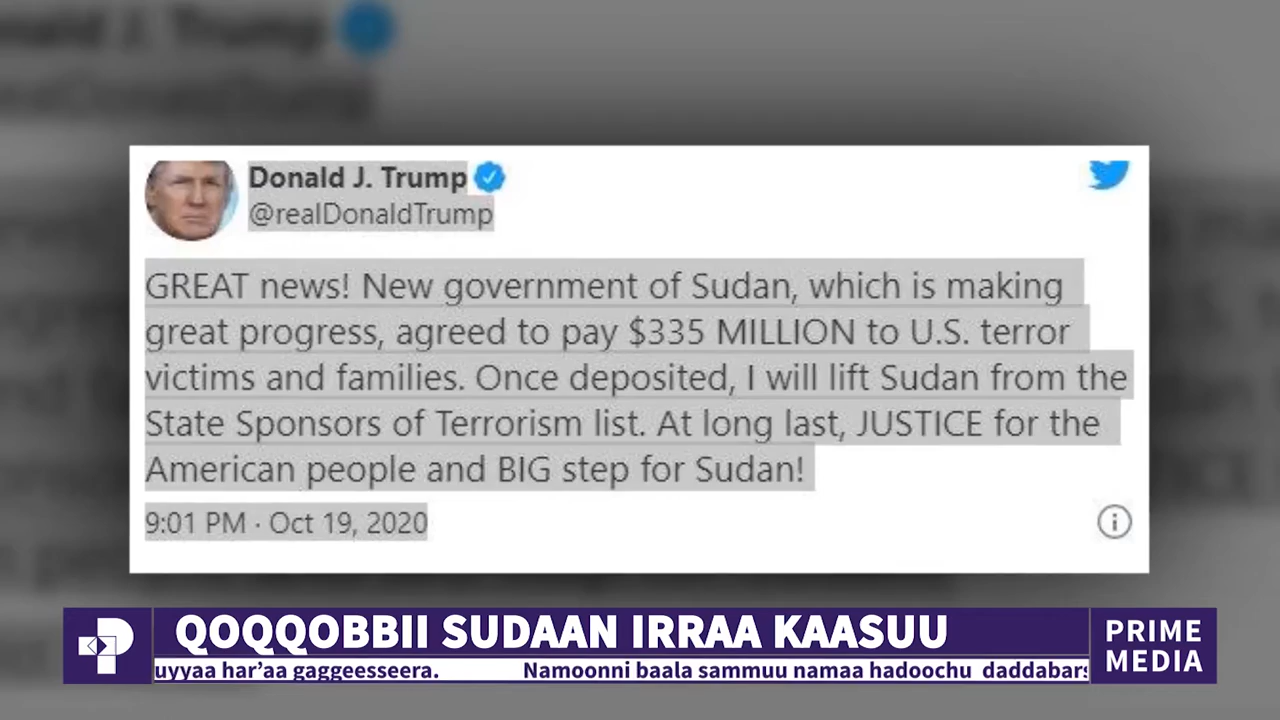 Donald J. Trump
@realDonaldTrump
GREAT news! New government of Sudan, which is making
great progress, agreed to pay $335 MILLION to U.S. terror
victims and families. Once deposited, I will lift Sudan from the
State Sponsors of Terrorism list. At long last, JUSTICE for the
American people and BIG step for Sudan!
9:01 PM · Oct 19, 2020
QOQQOBBII SUDAAN IRRAA KAASUU
PRIME
MEDIA
uyyaa har’aa gaggeesseera. Namoonni baala sammuu namaa hadoochu daddabars